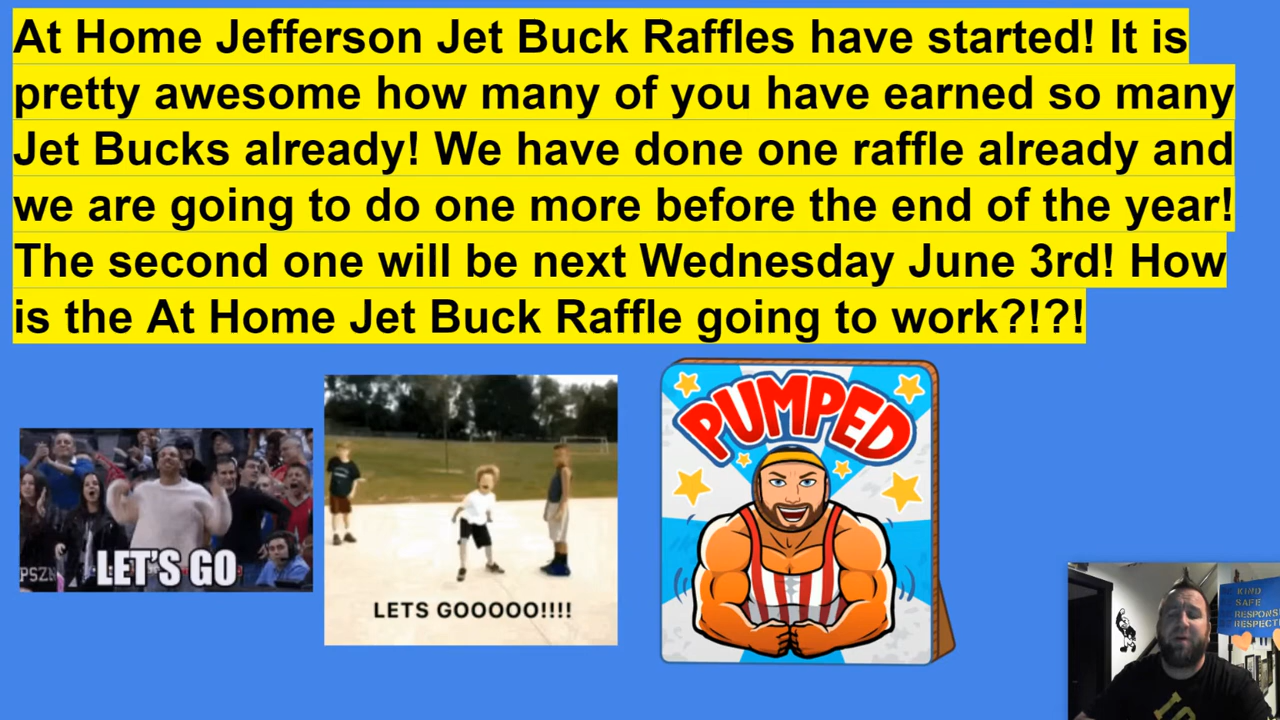 At Home Jefferson Jet Buck Raffles have started! It is
pretty awesome how many of you have earned so many
Jet Bucks already! We have done one raffle already and
we are going to do one more before the end of the year!
The second one will be next Wednesday June 3rd! How
is the At Home Jet Buck Raffle going to work?!?!
PUMPED
LET'S GO
LETS GOOOOO!!!!
KIND
SAFE